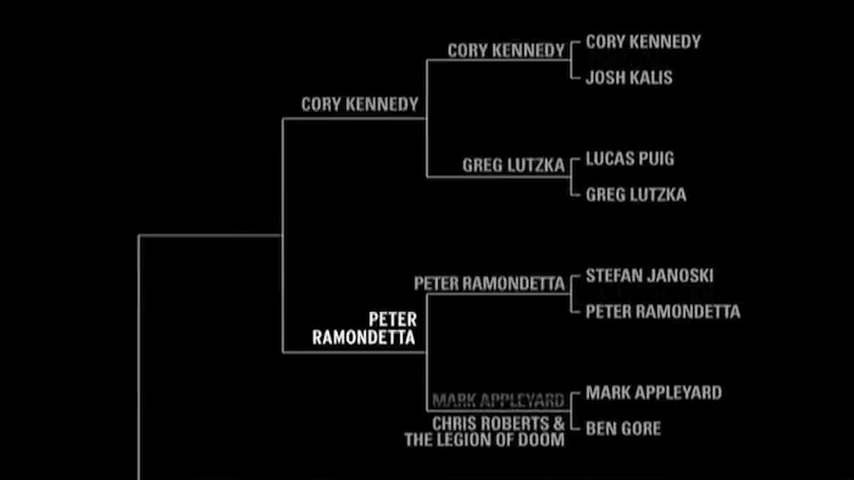 CORY KENNEDY
CORY KENNEDY
JOSH KALIS
CORY KENNEDY
LUCAS PUIG
GREG LUTZKA
GREG LUTZKA
STEFAN JANOSKI
PETER RAMONDETTA
PETER RAMONDETTA
PETER
RAMONDETTA
MARK APPLEYARD
MARK APPLEYARD
CHRIS ROBERTS &
THE LEGION OF DOOM
BEN GORE